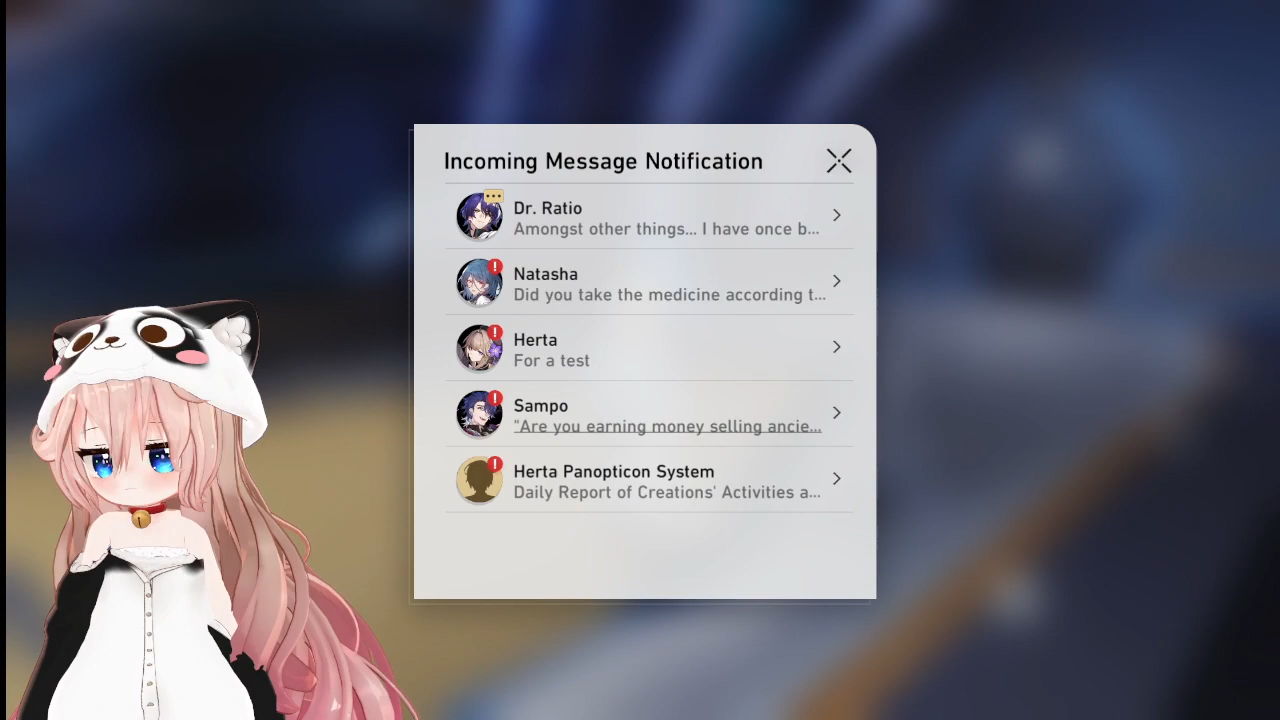 Incoming Message Notification
Dr. Ratio
Amongst other things... I have once b...
Natasha
Did you take the medicine according t...
Herta
For a test
Sampo
"Are you earning money selling ancie...
Herta Panopticon System
Daily Report of Creations' Activities a...